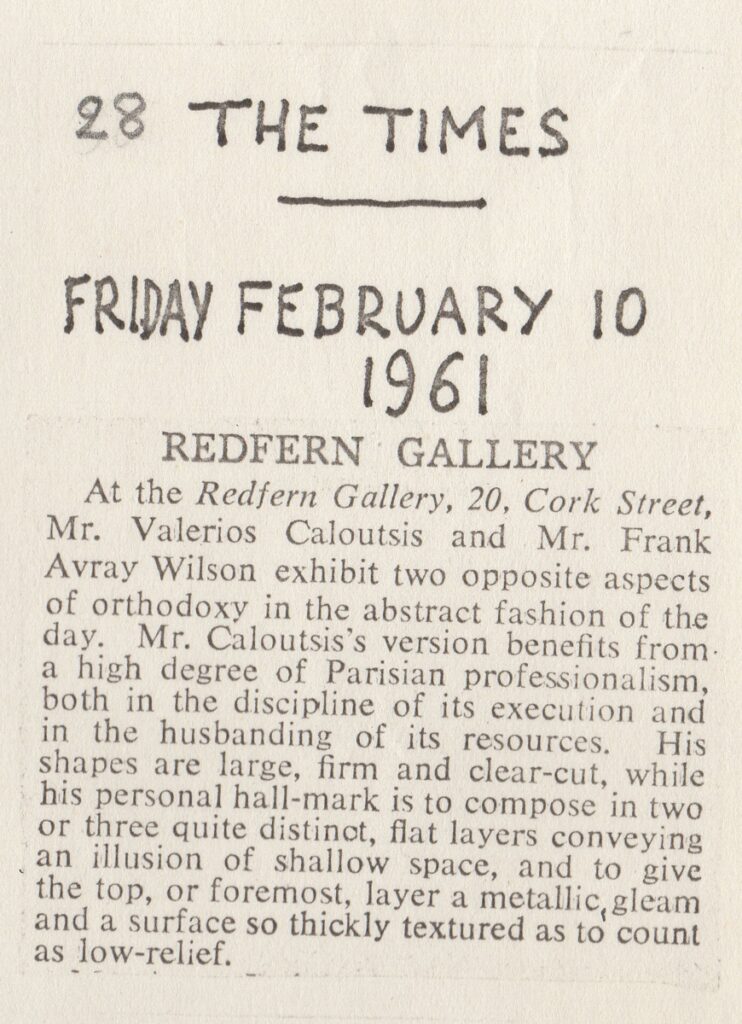 28 THE TIMES
FRIDAY FEBRUARY 10
1961
REDFERN GALLERY
At the Redfern Gallery, 20, Cork Street,
Mr. Valerios Caloutsis and Mr. Frank
Avray Wilson exhibit two opposite aspects
of orthodoxy in the abstract fashion of the
day. Mr. Caloutsis's version benefits from
a high degree of Parisian professionalism,
both in the discipline of its execution and
in the husbanding of its resources. His
shapes are large, firm and clear-cut, while
his personal hall-mark is to compose in two
or three quite distinct, flat layers conveying
an illusion of shallow space, and to give
the top, or foremost, layer a metallic gleam
and a surface so thickly textured as to count
as low-relief.